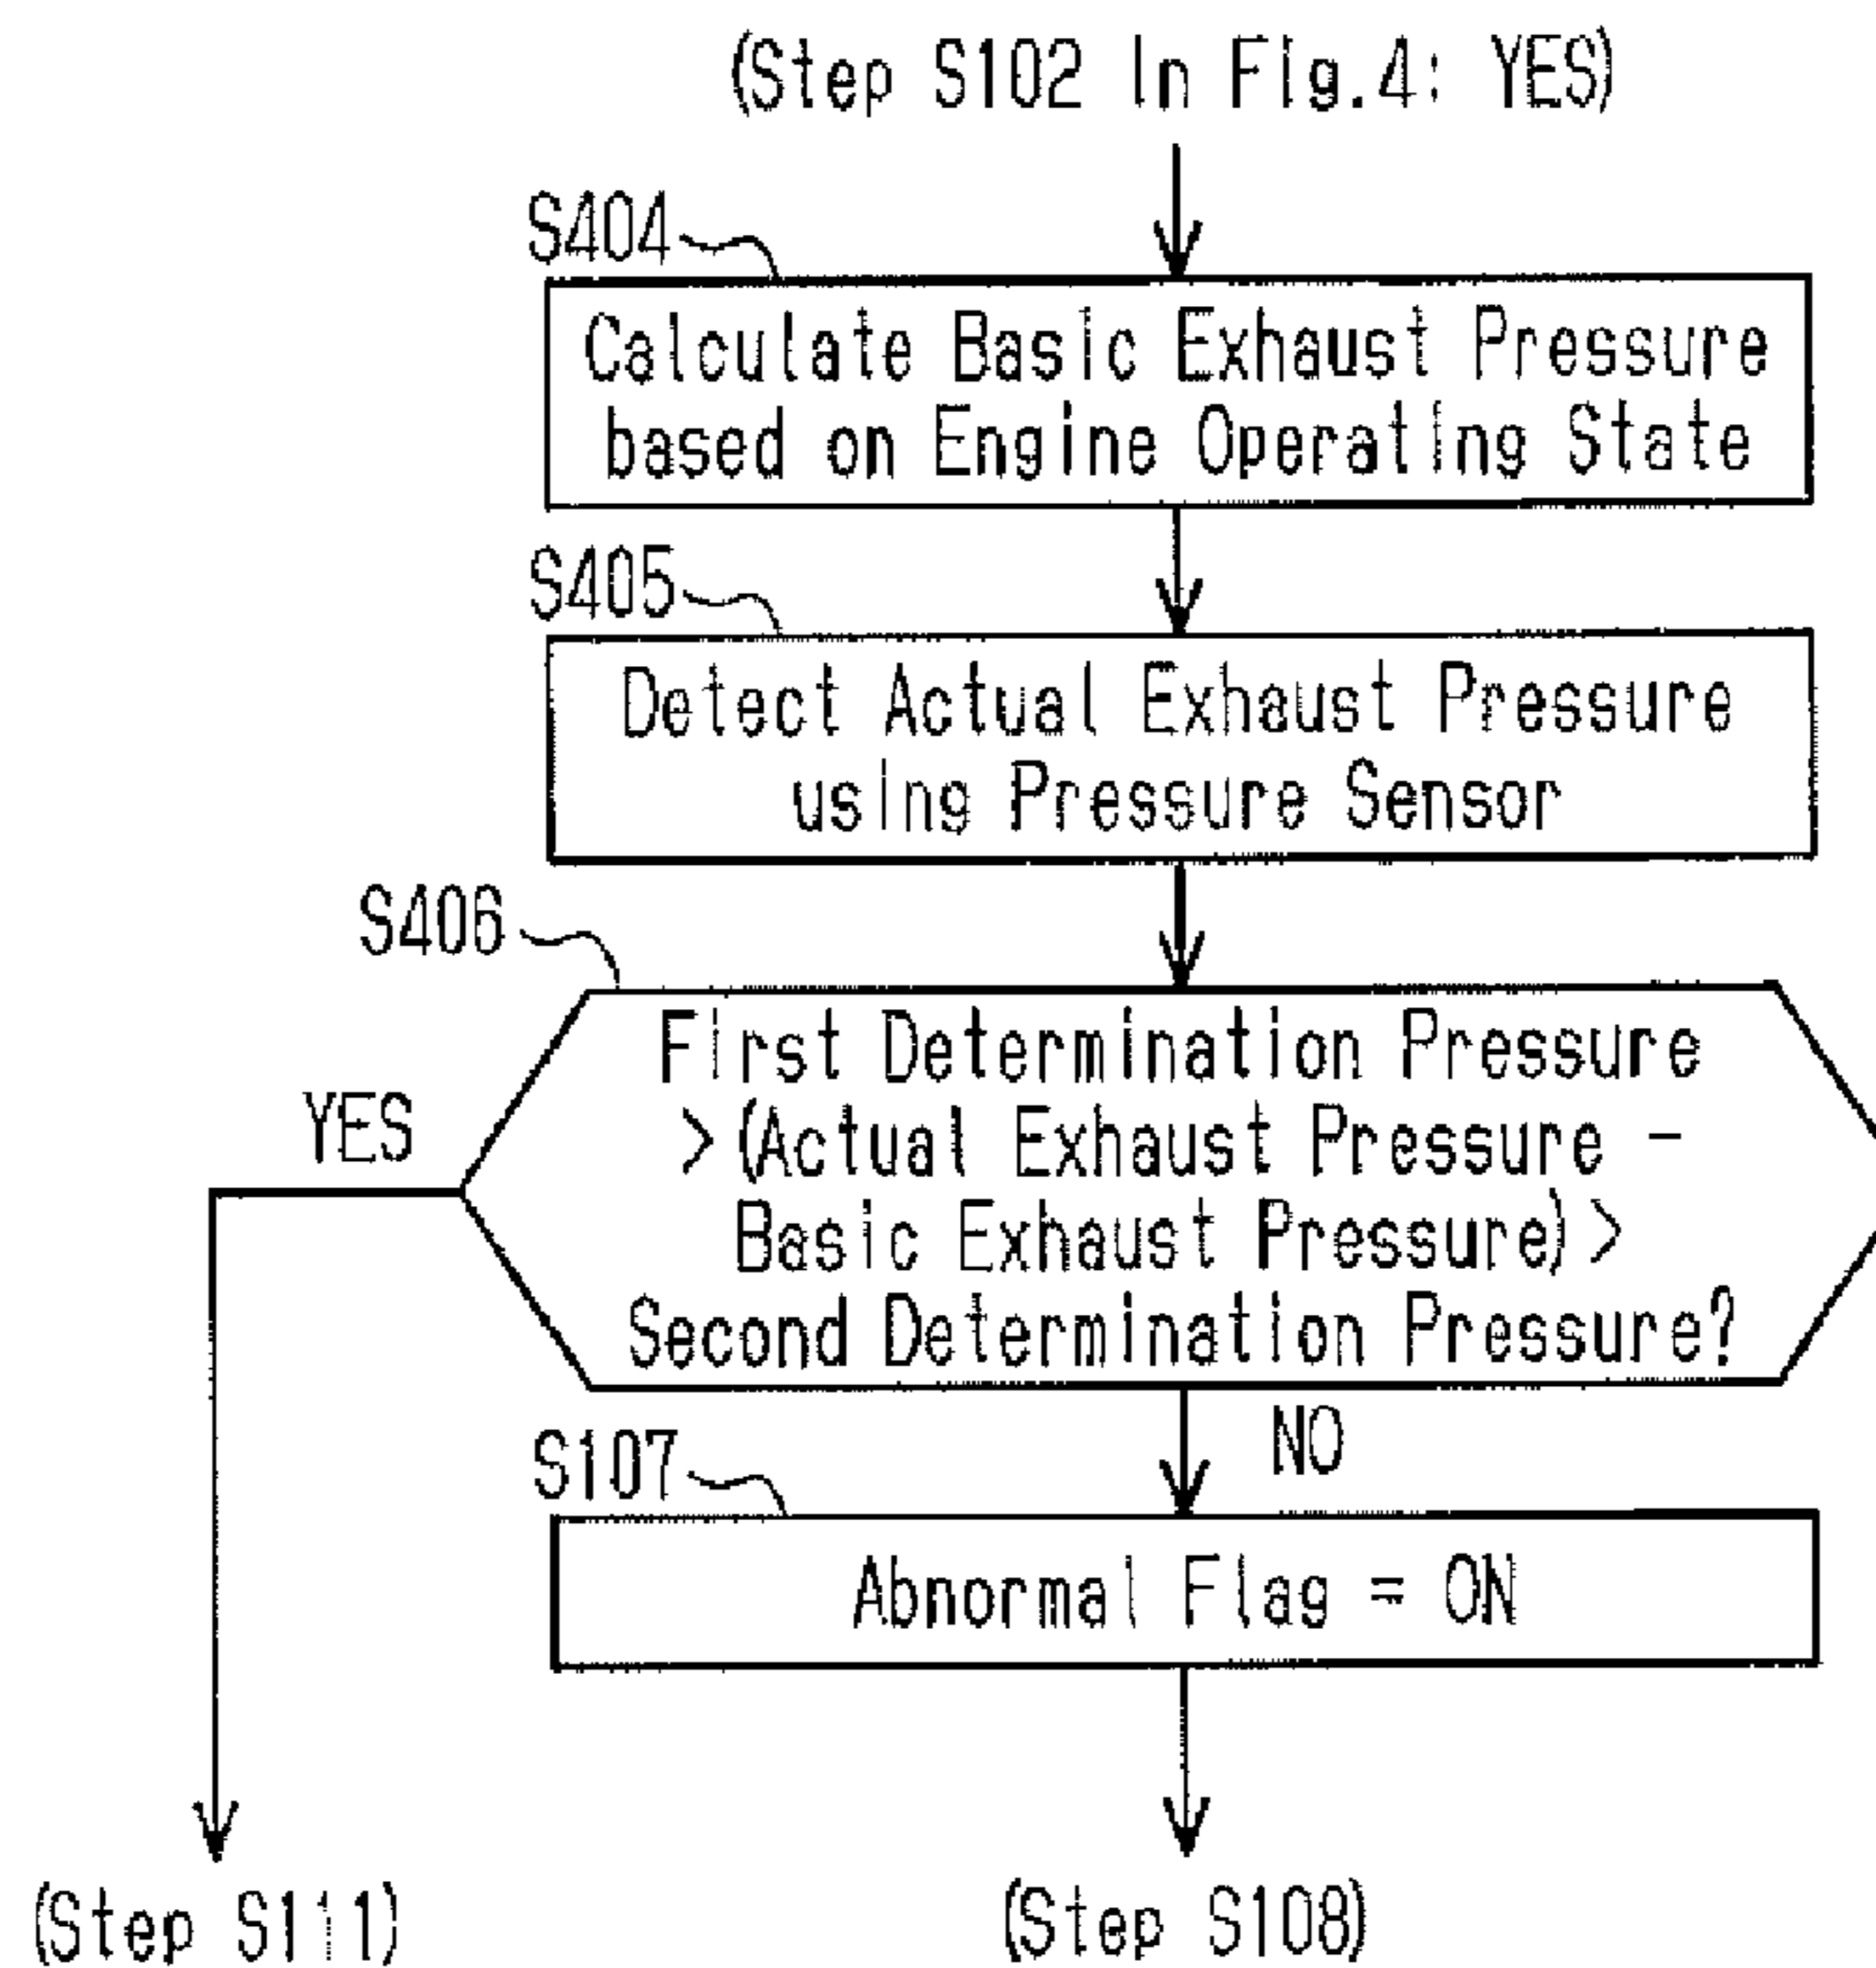 (Step S102 In Fig.4: YES)
S404
Calculate Basic Exhaust Pressure
based on Engine Operating State
S405
Detect Actual Exhaust Pressure
using Pressure Sensor
S406
First Determination Pressure
>(Actual Exhaust Pressure -
Basic Exhaust Pressure)>
Second Determination Pressure?
YES
NO
S107
Abnormal Flag = ON
(Step S111)
(Step S108)